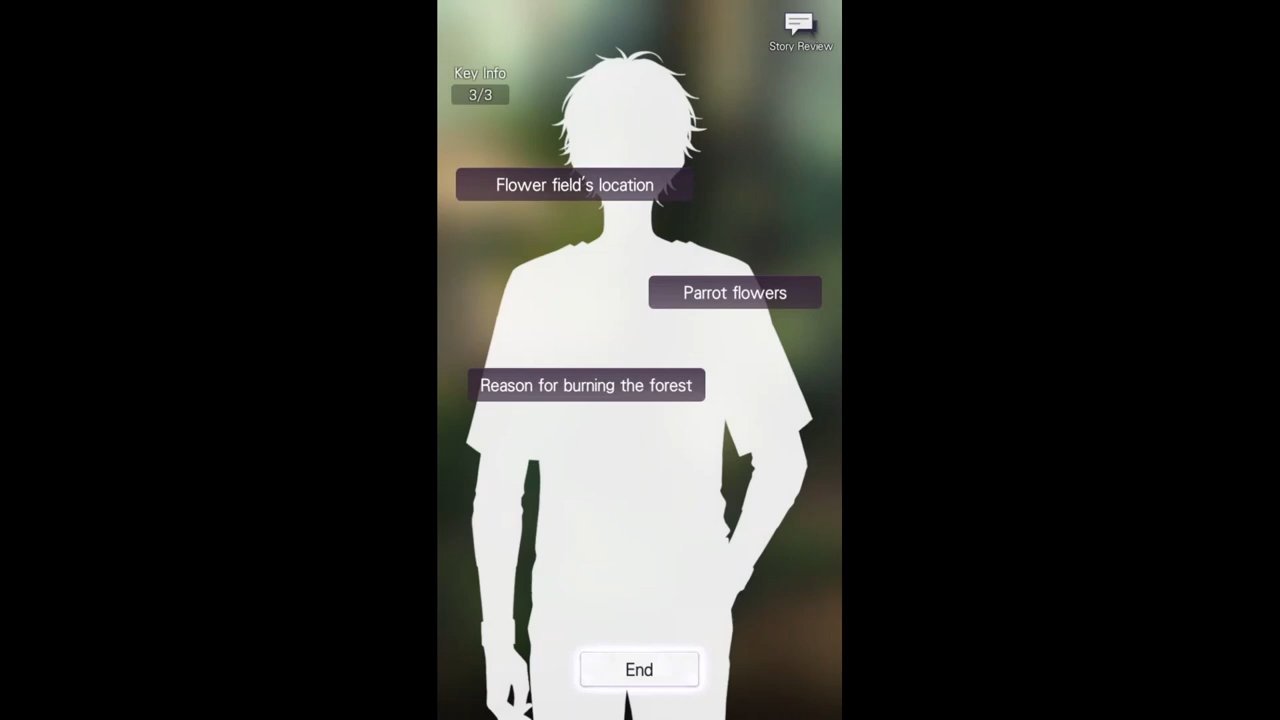 Story Review
Key Info
3/3
Flower field's location
Parrot flowers
Reason for burning the forest
End